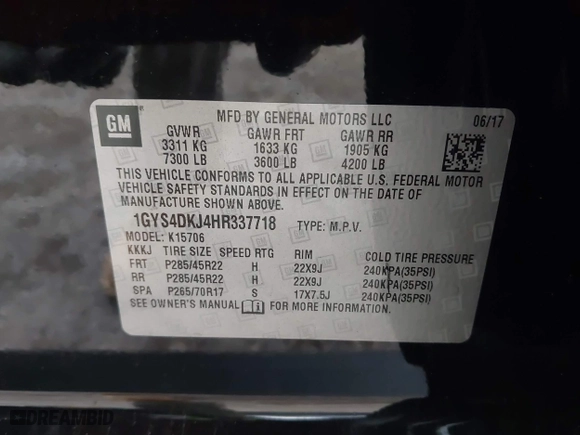 GM
MFD BY GENERAL MOTORS LLC
06/17
GVWR GAWR FRT GAWR RR
3311 KG 1633 KG 1905 KG
7300 LB 3600 LB 4200 LB
THIS VEHICLE CONFORMS TO ALL APPLICABLE U.S. FEDERAL MOTOR
VEHICLE SAFETY STANDARDS IN EFFECT ON THE DATE OF
MANUFACTURE SHOWN ABOVE.
1GYS4DKJ4HR337718 TYPE: M.P.V.
MODEL: K15706
KKKJ TIRE SIZE SPEED RTG RIM COLD TIRE PRESSURE
FRT P285/45R22 H 22X9J 240KPA(35PSI)
RR P285/45R22 H 22X9J 240KPA(35PSI)
SPA P265/70R17 S 17X7.5J 240KPA(35PSI)
SEE OWNER'S MANUAL FOR MORE INFORMATION.
DREAMBID